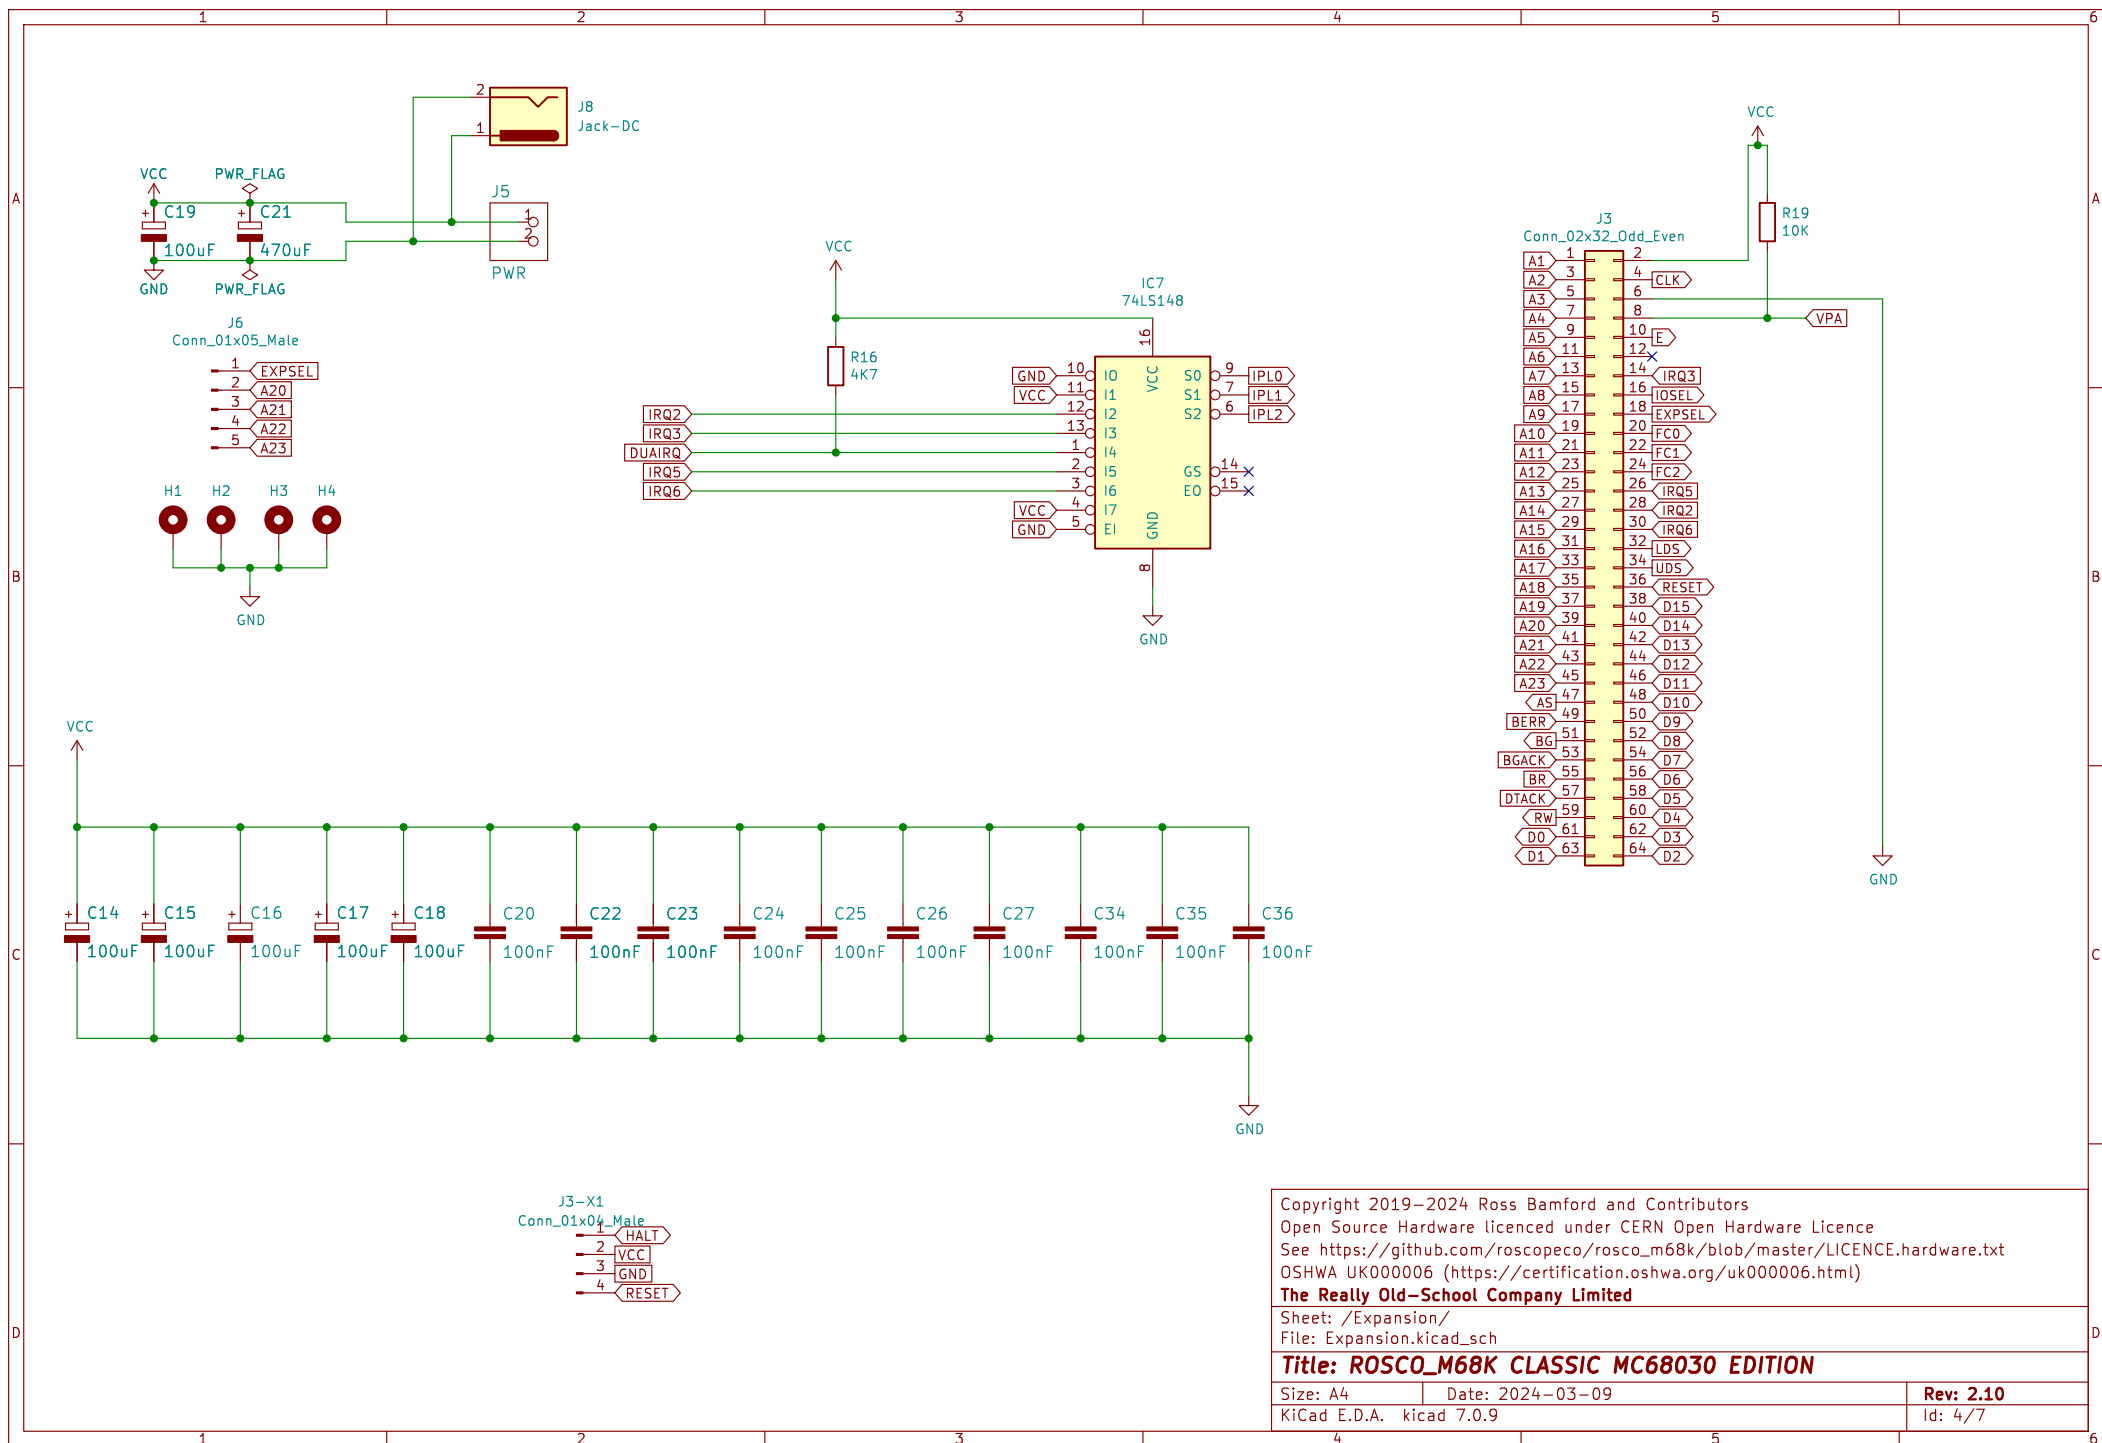 1 2 3 4 5 6
A A
B B
C C
D D
1 2 3 4 5 6
2
1
J8
Jack-DC
VCC
PWR_FLAG
+ C19
100uF
+ C21
470uF
GND
PWR_FLAG
J5
1
2
PWR
J6
Conn_01x05_Male
1 EXPSEL
2 A20
3 A21
4 A22
5 A23
H1 H2 H3 H4
GND
VCC
R16
4K7
IRQ2
IRQ3
DUAIRQ
IRQ5
IRQ6
IC7
74LS148
16
VCC
GND 10 I0
VCC 11 I1
12 I2
13 I3
1 I4
2 I5
3 I6
VCC 4 I7
GND 5 EI
S0 9 IPL0
S1 7 IPL1
S2 6 IPL2
GS 14
EO 15
GND
8
GND
VCC
R19
10K
J3
Conn_02x32_Odd_Even
A1 1 2
A2 3 4 CLK
A3 5 6
A4 7 8 VPA
A5 9 10 E
A6 11 12
A7 13 14 IRQ3
A8 15 16 IOSEL
A9 17 18 EXPSEL
A10 19 20 FC0
A11 21 22 FC1
A12 23 24 FC2
A13 25 26 IRQ5
A14 27 28 IRQ2
A15 29 30 IRQ6
A16 31 32 LDS
A17 33 34 UDS
A18 35 36 RESET
A19 37 38 D15
A20 39 40 D14
A21 41 42 D13
A22 43 44 D12
A23 45 46 D11
AS 47 48 D10
BERR 49 50 D9
BG 51 52 D8
BGACK 53 54 D7
BR 55 56 D6
DTACK 57 58 D5
RW 59 60 D4
D0 61 62 D3
D1 63 64 D2
GND
VCC
+ C14 + C15 + C16 + C17 + C18 C20 C22 C23 C24 C25 C26 C27 C34 C35 C36
100uF 100uF 100uF 100uF 100uF 100nF 100nF 100nF 100nF 100nF 100nF 100nF 100nF 100nF 100nF
GND
J3-X1
Conn_01x04_Male
1 HALT
2 VCC
3 GND
4 RESET
Copyright 2019-2024 Ross Bamford and Contributors
Open Source Hardware licenced under CERN Open Hardware Licence
See https://github.com/roscopeco/rosco_m68k/blob/master/LICENCE.hardware.txt
OSHWA UK000006 (https://certification.oshwa.org/uk000006.html)
The Really Old-School Company Limited
Sheet: /Expansion/
File: Expansion.kicad_sch
Title: ROSCO_M68K CLASSIC MC68030 EDITION
Size: A4 Date: 2024-03-09 Rev: 2.10
KiCad E.D.A. kicad 7.0.9 Id: 4/7